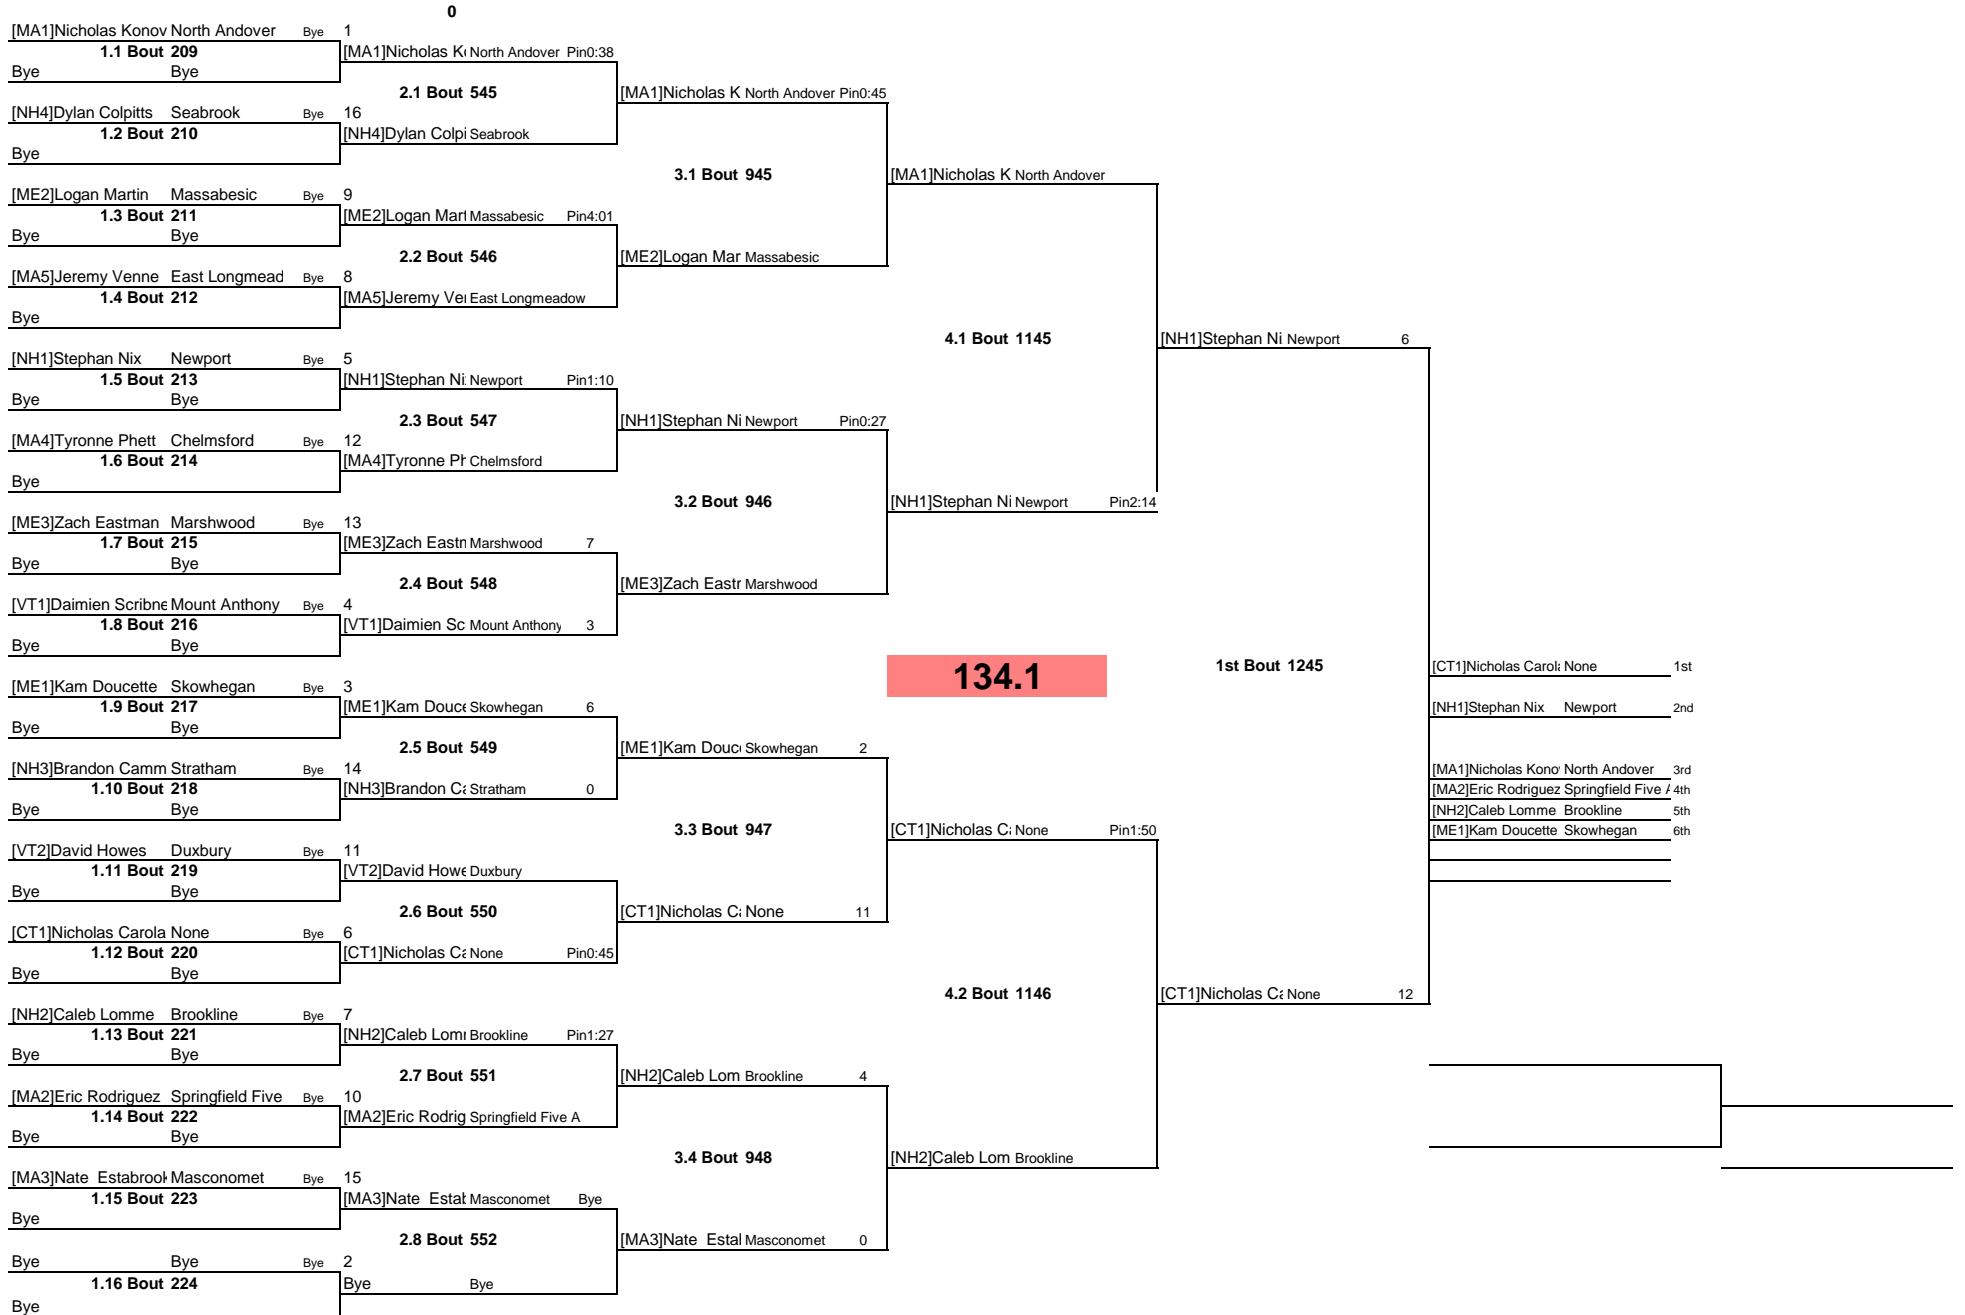 0
[MA1]Nicholas Konov North Andover Bye 1
1.1 Bout 209
[MA1]Nicholas K North Andover Pin0:38
Bye Bye
2.1 Bout 545
[MA1]Nicholas K North Andover Pin0:45
[NH4]Dylan Colpitts Seabrook Bye 16
1.2 Bout 210
[NH4]Dylan Colpi Seabrook
Bye
3.1 Bout 945
[MA1]Nicholas K North Andover
[ME2]Logan Martin Massabesic Bye 9
1.3 Bout 211
[ME2]Logan Mart Massabesic Pin4:01
Bye Bye
2.2 Bout 546
[ME2]Logan Mar Massabesic
[MA5]Jeremy Venne East Longmead Bye 8
1.4 Bout 212
[MA5]Jeremy Ve East Longmeadow
Bye
4.1 Bout 1145
[NH1]Stephan Ni Newport 6
[NH1]Stephan Nix Newport Bye 5
1.5 Bout 213
[NH1]Stephan Ni Newport Pin1:10
Bye Bye
2.3 Bout 547
[NH1]Stephan Ni Newport Pin0:27
[MA4]Tyronne Phett Chelmsford Bye 12
1.6 Bout 214
[MA4]Tyronne Ph Chelmsford
Bye
3.2 Bout 946
[NH1]Stephan Ni Newport Pin2:14
[ME3]Zach Eastman Marshwood Bye 13
1.7 Bout 215
[ME3]Zach Eastn Marshwood 7
Bye Bye
2.4 Bout 548
[ME3]Zach Eastr Marshwood
[VT1]Daimien Scribne Mount Anthony Bye 4
1.8 Bout 216
[VT1]Daimien Sc Mount Anthony 3
Bye Bye
134.1
1st Bout 1245
[CT1]Nicholas Carola None 1st
[ME1]Kam Doucette Skowhegan Bye 3
1.9 Bout 217
[ME1]Kam Douce Skowhegan 6
[NH1]Stephan Nix Newport 2nd
Bye Bye
2.5 Bout 549
[ME1]Kam Douc Skowhegan 2
[NH3]Brandon Camm Stratham Bye 14
[MA1]Nicholas Kono North Andover 3rd
1.10 Bout 218
[NH3]Brandon Ca Stratham 0
[MA2]Eric Rodriguez Springfield Five A 4th
Bye Bye
[NH2]Caleb Lomme Brookline 5th
3.3 Bout 947
[CT1]Nicholas C None Pin1:50
[ME1]Kam Doucette Skowhegan 6th
[VT2]David Howes Duxbury Bye 11
1.11 Bout 219
[VT2]David Howe Duxbury
Bye Bye
2.6 Bout 550
[CT1]Nicholas C None 11
[CT1]Nicholas Carola None Bye 6
1.12 Bout 220
[CT1]Nicholas Ca None Pin0:45
Bye Bye
4.2 Bout 1146
[CT1]Nicholas Ca None 12
[NH2]Caleb Lomme Brookline Bye 7
1.13 Bout 221
[NH2]Caleb Lom Brookline Pin1:27
Bye Bye
2.7 Bout 551
[NH2]Caleb Lom Brookline 4
[MA2]Eric Rodriguez Springfield Five Bye 10
1.14 Bout 222
[MA2]Eric Rodrig Springfield Five A
Bye Bye
3.4 Bout 948
[NH2]Caleb Lom Brookline
[MA3]Nate Estabrook Masconomet Bye 15
1.15 Bout 223
[MA3]Nate Estab Masconomet Bye
Bye
2.8 Bout 552
[MA3]Nate Estal Masconomet 0
Bye Bye Bye 2
1.16 Bout 224
Bye Bye
Bye